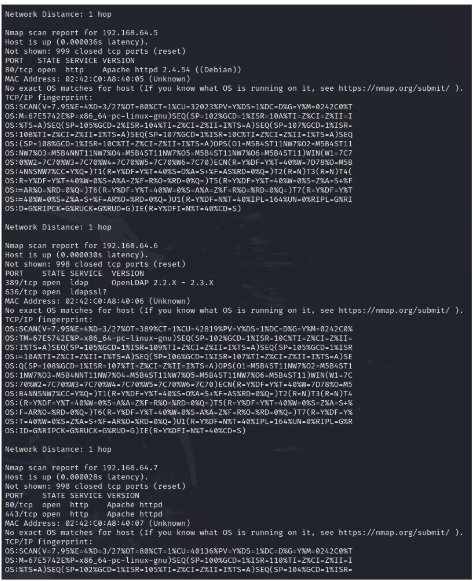 Network Distance: 1 hop
Nmap scan report for 192.168.64.5
Host is up (0.000036s latency).
Not shown: 999 closed tcp ports (reset)
PORT   STATE SERVICE VERSION
80/tcp open  http    Apache httpd 2.4.54 ((Debian))
MAC Address: 02:42:C0:A8:40:05 (Unknown)
No exact OS matches for host (If you know what OS is running on it, see https://nmap.org/submit/ ).
TCP/IP fingerprint:
OS:SCAN(V=7.95%E=4%D=3/27%OT=80%CT=1%CU=32023%PV=Y%DS=1%DC=D%G=Y%M=0242C0%T
OS:M=67E5742E%P=x86_64-pc-linux-gnu)SEQ(SP=102%GCD=1%ISR=10A%TI=Z%CI=Z%II=I
OS:%TS=A)SEQ(SP=105%GCD=2%ISR=104%TI=Z%CI=Z%II=I%TS=A)SEQ(SP=107%GCD=1%ISR=
OS:108%TI=Z%CI=Z%II=I%TS=A)SEQ(SP=107%GCD=1%ISR=10C%TI=Z%CI=Z%II=I%TS=A)SEQ
OS:(SP=108%GCD=1%ISR=10C%TI=Z%CI=Z%II=I%TS=A)OPS(O1=M5B4ST11NW7%O2=M5B4ST11
OS:NW7%O3=M5B4NNT11NW7%O4=M5B4ST11NW7%O5=M5B4ST11NW7%O6=M5B4ST11)WIN(W1=7C7
OS:0%W2=7C70%W3=7C70%W4=7C70%W5=7C70%W6=7C70)ECN(R=Y%DF=Y%T=40%W=7D78%O=M5B
OS:4NNSNW7%CC=Y%Q=)T1(R=Y%DF=Y%T=40%S=O%A=S+%F=AS%RD=0%Q=)T2(R=N)T3(R=N)T4(
OS:R=Y%DF=Y%T=40%W=0%S=A%A=Z%F=R%O=%RD=0%Q=)T5(R=Y%DF=Y%T=40%W=0%S=Z%A=S+%F
OS:=AR%O=%RD=0%Q=)T6(R=Y%DF=Y%T=40%W=0%S=A%A=Z%F=R%O=%RD=0%Q=)T7(R=Y%DF=Y%T
OS:=40%W=0%S=Z%A=S+%F=AR%O=%RD=0%Q=)U1(R=Y%DF=N%T=40%IPL=164%UN=0%RIPL=G%RI
OS:D=G%RIPCK=G%RUCK=G%RUD=G)IE(R=Y%DFI=N%T=40%CD=S)
Network Distance: 1 hop
Nmap scan report for 192.168.64.6
Host is up (0.000030s latency).
Not shown: 998 closed tcp ports (reset)
PORT    STATE SERVICE  VERSION
389/tcp open  ldap     OpenLDAP 2.2.X - 2.3.X
636/tcp open  ldapssl?
MAC Address: 02:42:C0:A8:40:06 (Unknown)
No exact OS matches for host (If you know what OS is running on it, see https://nmap.org/submit/ ).
TCP/IP fingerprint:
OS:SCAN(V=7.95%E=4%D=3/27%OT=389%CT=1%CU=42819%PV=Y%DS=1%DC=D%G=Y%M=0242C0%
OS:TM=67E5742E%P=x86_64-pc-linux-gnu)SEQ(SP=102%GCD=1%ISR=10C%TI=Z%CI=Z%II=
OS:I%TS=A)SEQ(SP=105%GCD=1%ISR=109%TI=Z%CI=Z%II=I%TS=A)SEQ(SP=105%GCD=1%ISR
OS:=10A%TI=Z%CI=Z%II=I%TS=A)SEQ(SP=106%GCD=1%ISR=107%TI=Z%CI=Z%II=I%TS=A)SE
OS:Q(SP=108%GCD=1%ISR=107%TI=Z%CI=Z%II=I%TS=A)OPS(O1=M5B4ST11NW7%O2=M5B4ST1
OS:1NW7%O3=M5B4NNT11NW7%O4=M5B4ST11NW7%O5=M5B4ST11NW7%O6=M5B4ST11)WIN(W1=7C
OS:70%W2=7C70%W3=7C70%W4=7C70%W5=7C70%W6=7C70)ECN(R=Y%DF=Y%T=40%W=7D78%O=M5
OS:B4NNSNW7%CC=Y%Q=)T1(R=Y%DF=Y%T=40%S=O%A=S+%F=AS%RD=0%Q=)T2(R=N)T3(R=N)T4
OS:(R=Y%DF=Y%T=40%W=0%S=A%A=Z%F=R%O=%RD=0%Q=)T5(R=Y%DF=Y%T=40%W=0%S=Z%A=S+%
OS:F=AR%O=%RD=0%Q=)T6(R=Y%DF=Y%T=40%W=0%S=A%A=Z%F=R%O=%RD=0%Q=)T7(R=Y%DF=Y%
OS:T=40%W=0%S=Z%A=S+%F=AR%O=%RD=0%Q=)U1(R=Y%DF=N%T=40%IPL=164%UN=0%RIPL=G%R
OS:ID=G%RIPCK=G%RUCK=G%RUD=G)IE(R=Y%DFI=N%T=40%CD=S)
Network Distance: 1 hop
Nmap scan report for 192.168.64.7
Host is up (0.000028s latency).
Not shown: 998 closed tcp ports (reset)
PORT    STATE SERVICE VERSION
80/tcp  open  http    Apache httpd
443/tcp open  http    Apache httpd
MAC Address: 02:42:C0:A8:40:07 (Unknown)
No exact OS matches for host (If you know what OS is running on it, see https://nmap.org/submit/ ).
TCP/IP fingerprint:
OS:SCAN(V=7.95%E=4%D=3/27%OT=80%CT=1%CU=40136%PV=Y%DS=1%DC=D%G=Y%M=0242C0%T
OS:M=67E5742E%P=x86_64-pc-linux-gnu)SEQ(SP=100%GCD=1%ISR=110%TI=Z%CI=Z%II=I
OS:%TS=A)SEQ(SP=102%GCD=1%ISR=105%TI=Z%CI=Z%II=I%TS=A)SEQ(SP=104%GCD=1%ISR=